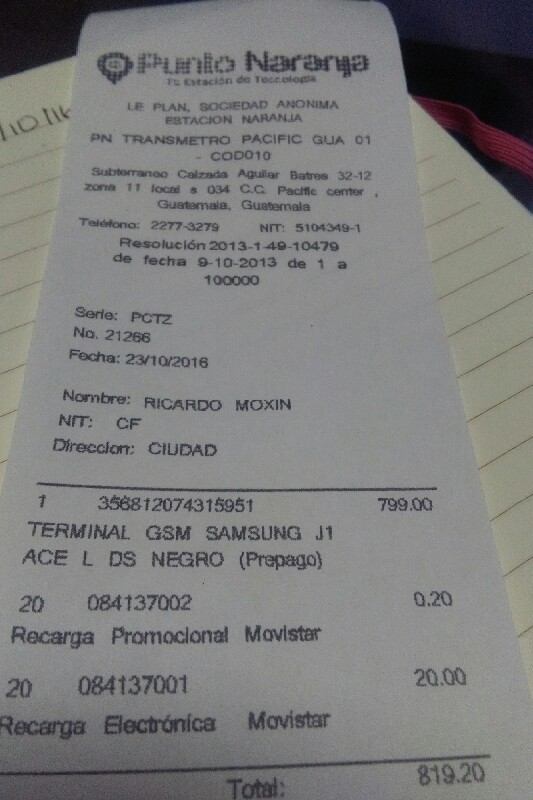 Punto Naranja
Tu Estación de Tecnología
LE PLAN, SOCIEDAD ANONIMA
ESTACION NARANJA
PN TRANSMETRO PACIFIC GUA 01
- COD010
Subterraneo Calzada Aguilar Batres 32-12
zona 11 local s 034 C.C. Pacific center ,
Guatemala, Guatemala
Teléfono: 2277-3279 NIT: 5104349-1
Resolución 2013-1-49-10479
de fecha 9-10-2013 de 1 a
100000
Serie: PCTZ
No. 21266
Fecha: 23/10/2016
Nombre: RICARDO MOXIN
NIT: CF
Direccion: CIUDAD
1 356812074315951 799.00
TERMINAL GSM SAMSUNG J1
ACE L DS NEGRO (Prepago)
20 084137002 0.20
Recarga Promocional Movistar
20 084137001 20.00
Recarga Electrónica Movistar
Total: 819.20